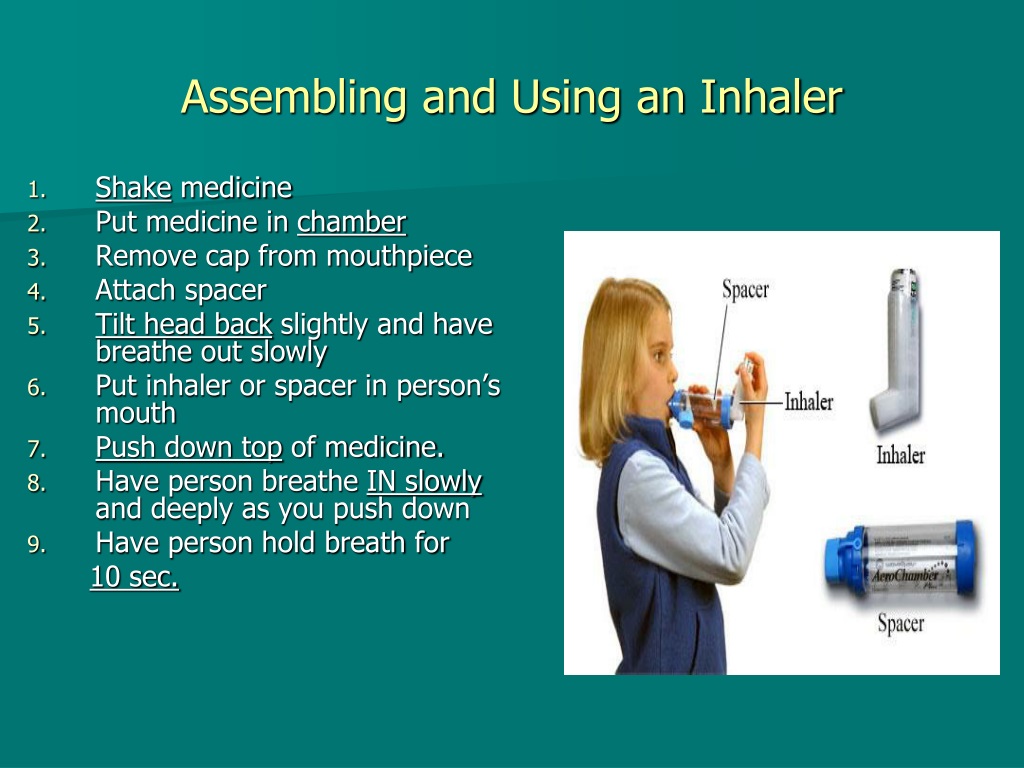 Assembling and Using an Inhaler
1. Shake medicine
2. Put medicine in chamber
3. Remove cap from mouthpiece
4. Attach spacer
5. Tilt head back slightly and have
breathe out slowly
6. Put inhaler or spacer in person’s
mouth
7. Push down top of medicine.
8. Have person breathe IN slowly
and deeply as you push down
9. Have person hold breath for
10 sec.
Spacer
Inhaler
Inhaler
AeroChamber
Plus
Spacer